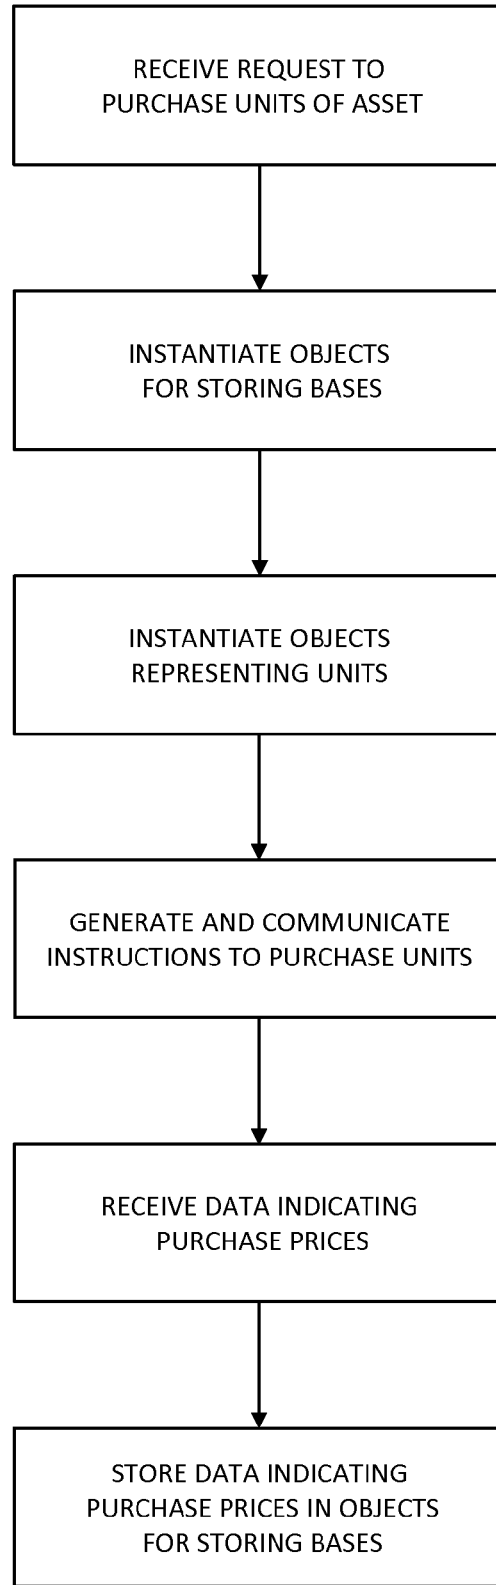 RECEIVE REQUEST TO
PURCHASE UNITS OF ASSET
INSTANTIATE OBJECTS
FOR STORING BASES
INSTANTIATE OBJECTS
REPRESENTING UNITS
GENERATE AND COMMUNICATE
INSTRUCTIONS TO PURCHASE UNITS
RECEIVE DATA INDICATING
PURCHASE PRICES
STORE DATA INDICATING
PURCHASE PRICES IN OBJECTS
FOR STORING BASES